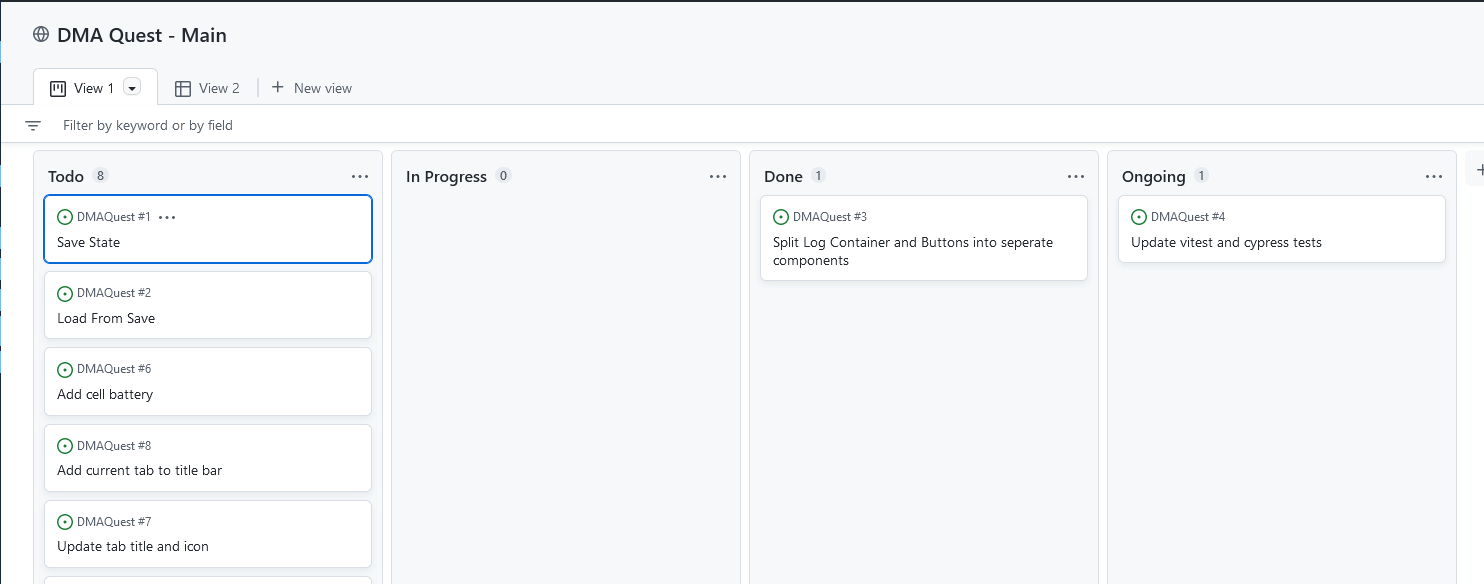 DMA Quest - Main
View 1
View 2
New view
Filter by keyword or by field
Todo 8
DMAQuest #1
Save State
DMAQuest #2
Load From Save
DMAQuest #6
Add cell battery
DMAQuest #8
Add current tab to title bar
DMAQuest #7
Update tab title and icon
In Progress 0
Done 1
DMAQuest #3
Split Log Container and Buttons into seperate
components
Ongoing 1
DMAQuest #4
Update vitest and cypress tests